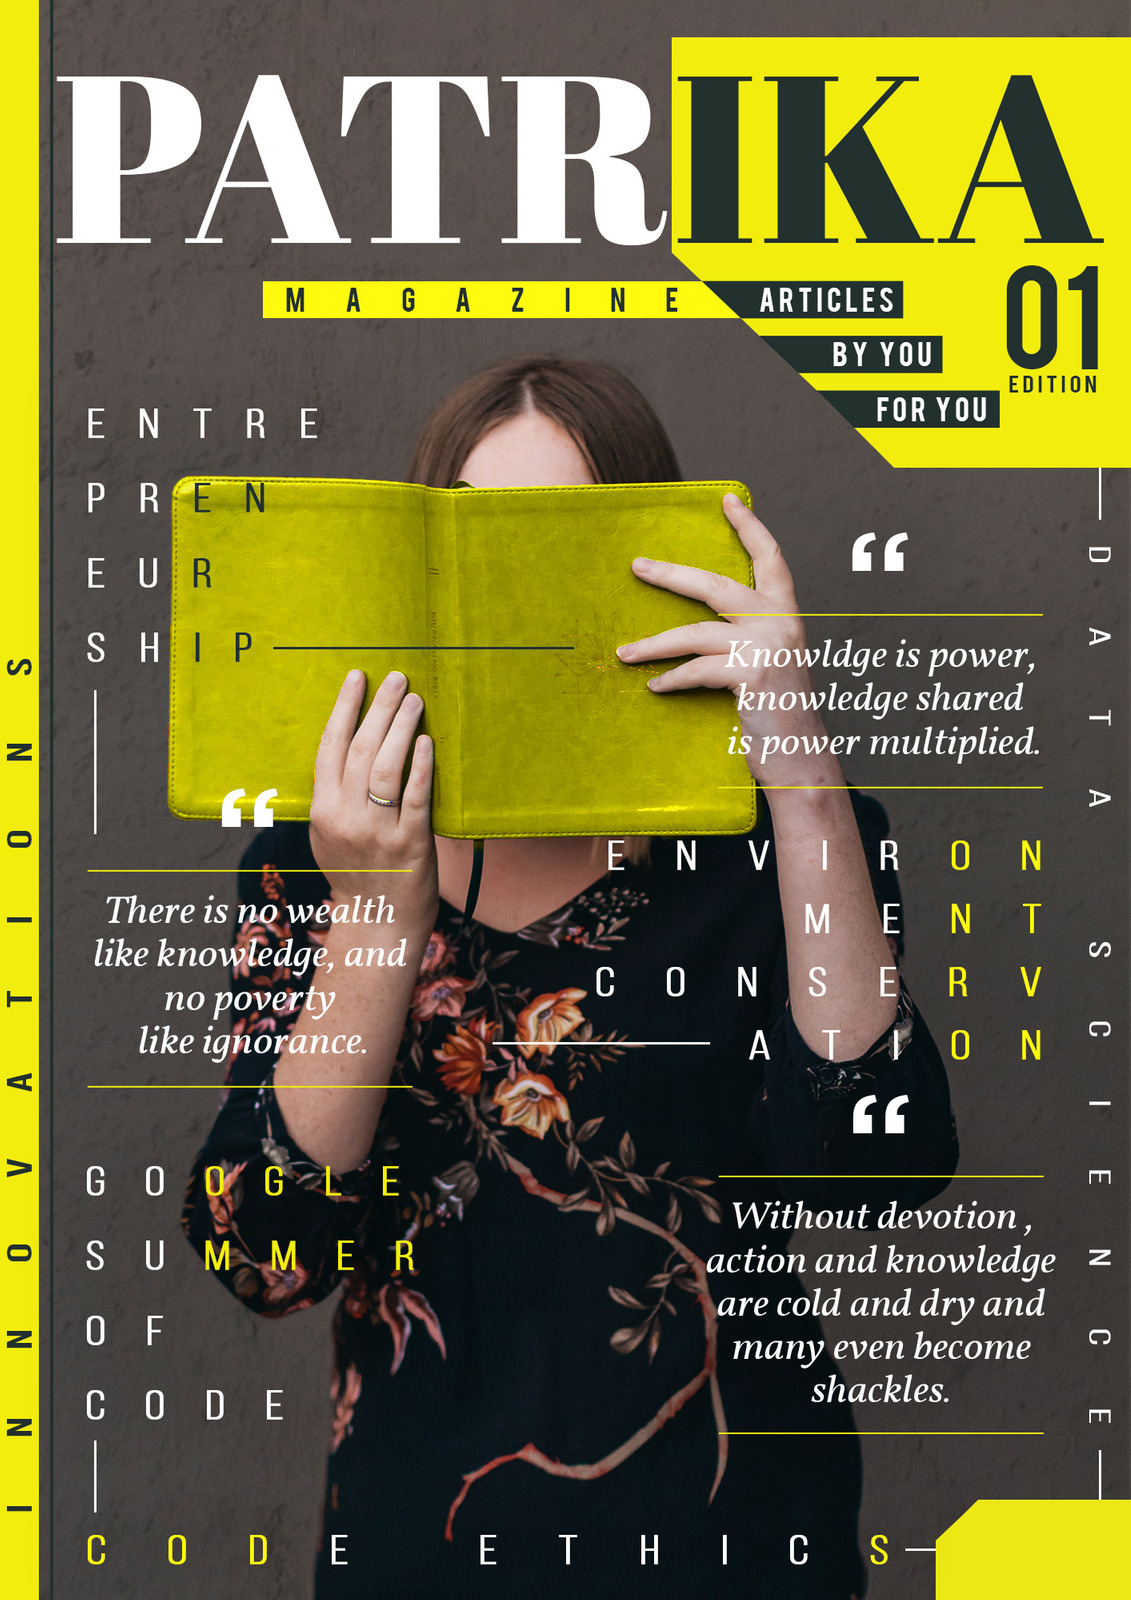 PATRIKA
MAGAZINE
ARTICLES
BY YOU
FOR YOU
01
EDITION
ENTRE
PREN
EUR
SHIP
“
Knowldge is power,
knowledge shared
is power multiplied.
“
There is no wealth
like knowledge, and
no poverty
like ignorance.
ENVIRON
MENT
CONSERV
ATION
“
Without devotion ,
action and knowledge
are cold and dry and
many even become
shackles.
GOOGLE
SUMMER
OF
CODE
CODE ETHICS
INNOVATIONS
DATA SCIENCE